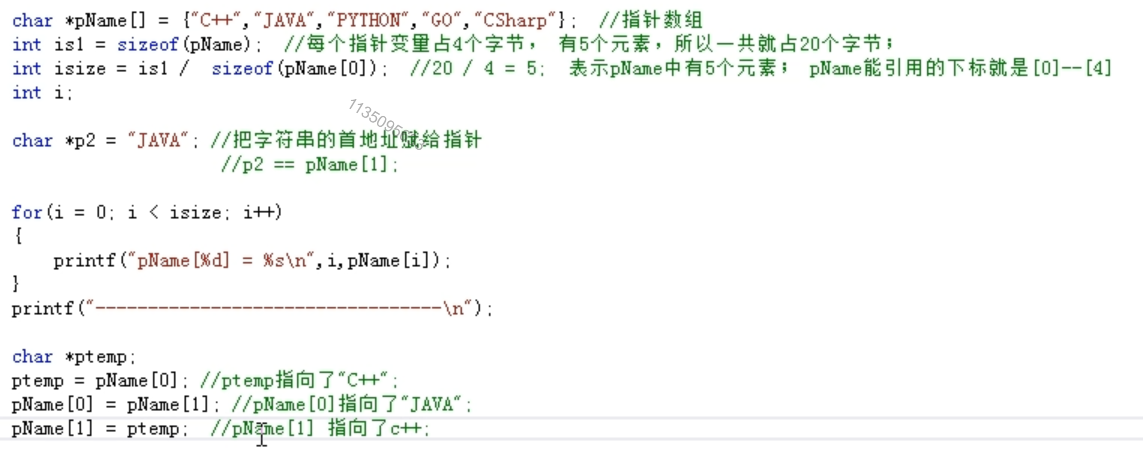 char *pName[] = {"C++","JAVA","PYTHON","GO","CSharp"}; //指针数组
int is1 = sizeof(pName); //每个指针变量占4个字节, 有5个元素,所以一共就占20个字节;
int isize = is1 / sizeof(pName[0]); //20 / 4 = 5; 表示pName中有5个元素; pName能引用的下标就是[0]--[4]
int i;
char *p2 = "JAVA"; //把字符串的首地址赋给指针
//p2 == pName[1];
for(i = 0; i < isize; i++)
{
printf("pName[%d] = %s\n",i,pName[i]);
}
printf("---------------------------------\n");
char *ptemp;
ptemp = pName[0]; //ptemp指向了"C++";
pName[0] = pName[1]; //pName[0]指向了"JAVA";
pName[1] = ptemp; //pName[1] 指向了c++;